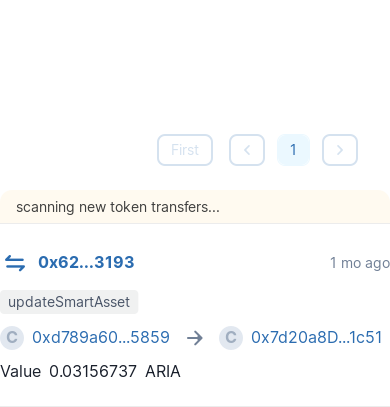 First 1
scanning new token transfers...
0x62...3193 1 mo ago
updateSmartAsset
C 0xd789a60...5859 → C 0x7d20a8D...1c51
Value 0.03156737 ARIA